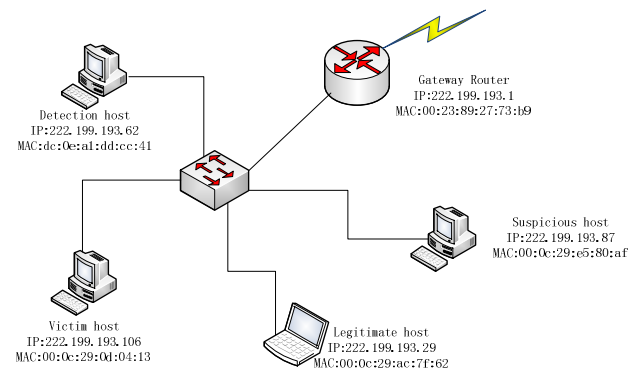 Gateway Router
IP:222.199.193.1
MAC:00:23:89:27:73:b9
Detection host
IP:222.199.193.62
MAC:dc:0e:a1:dd:cc:41
Suspicious host
IP:222.199.193.87
MAC:00:0c:29:e5:80:af
Victim host
IP:222.199.193.106
MAC:00:0c:29:0d:04:13
Legitimate host
IP:222.199.193.29
MAC:00:0c:29:ac:7f:62